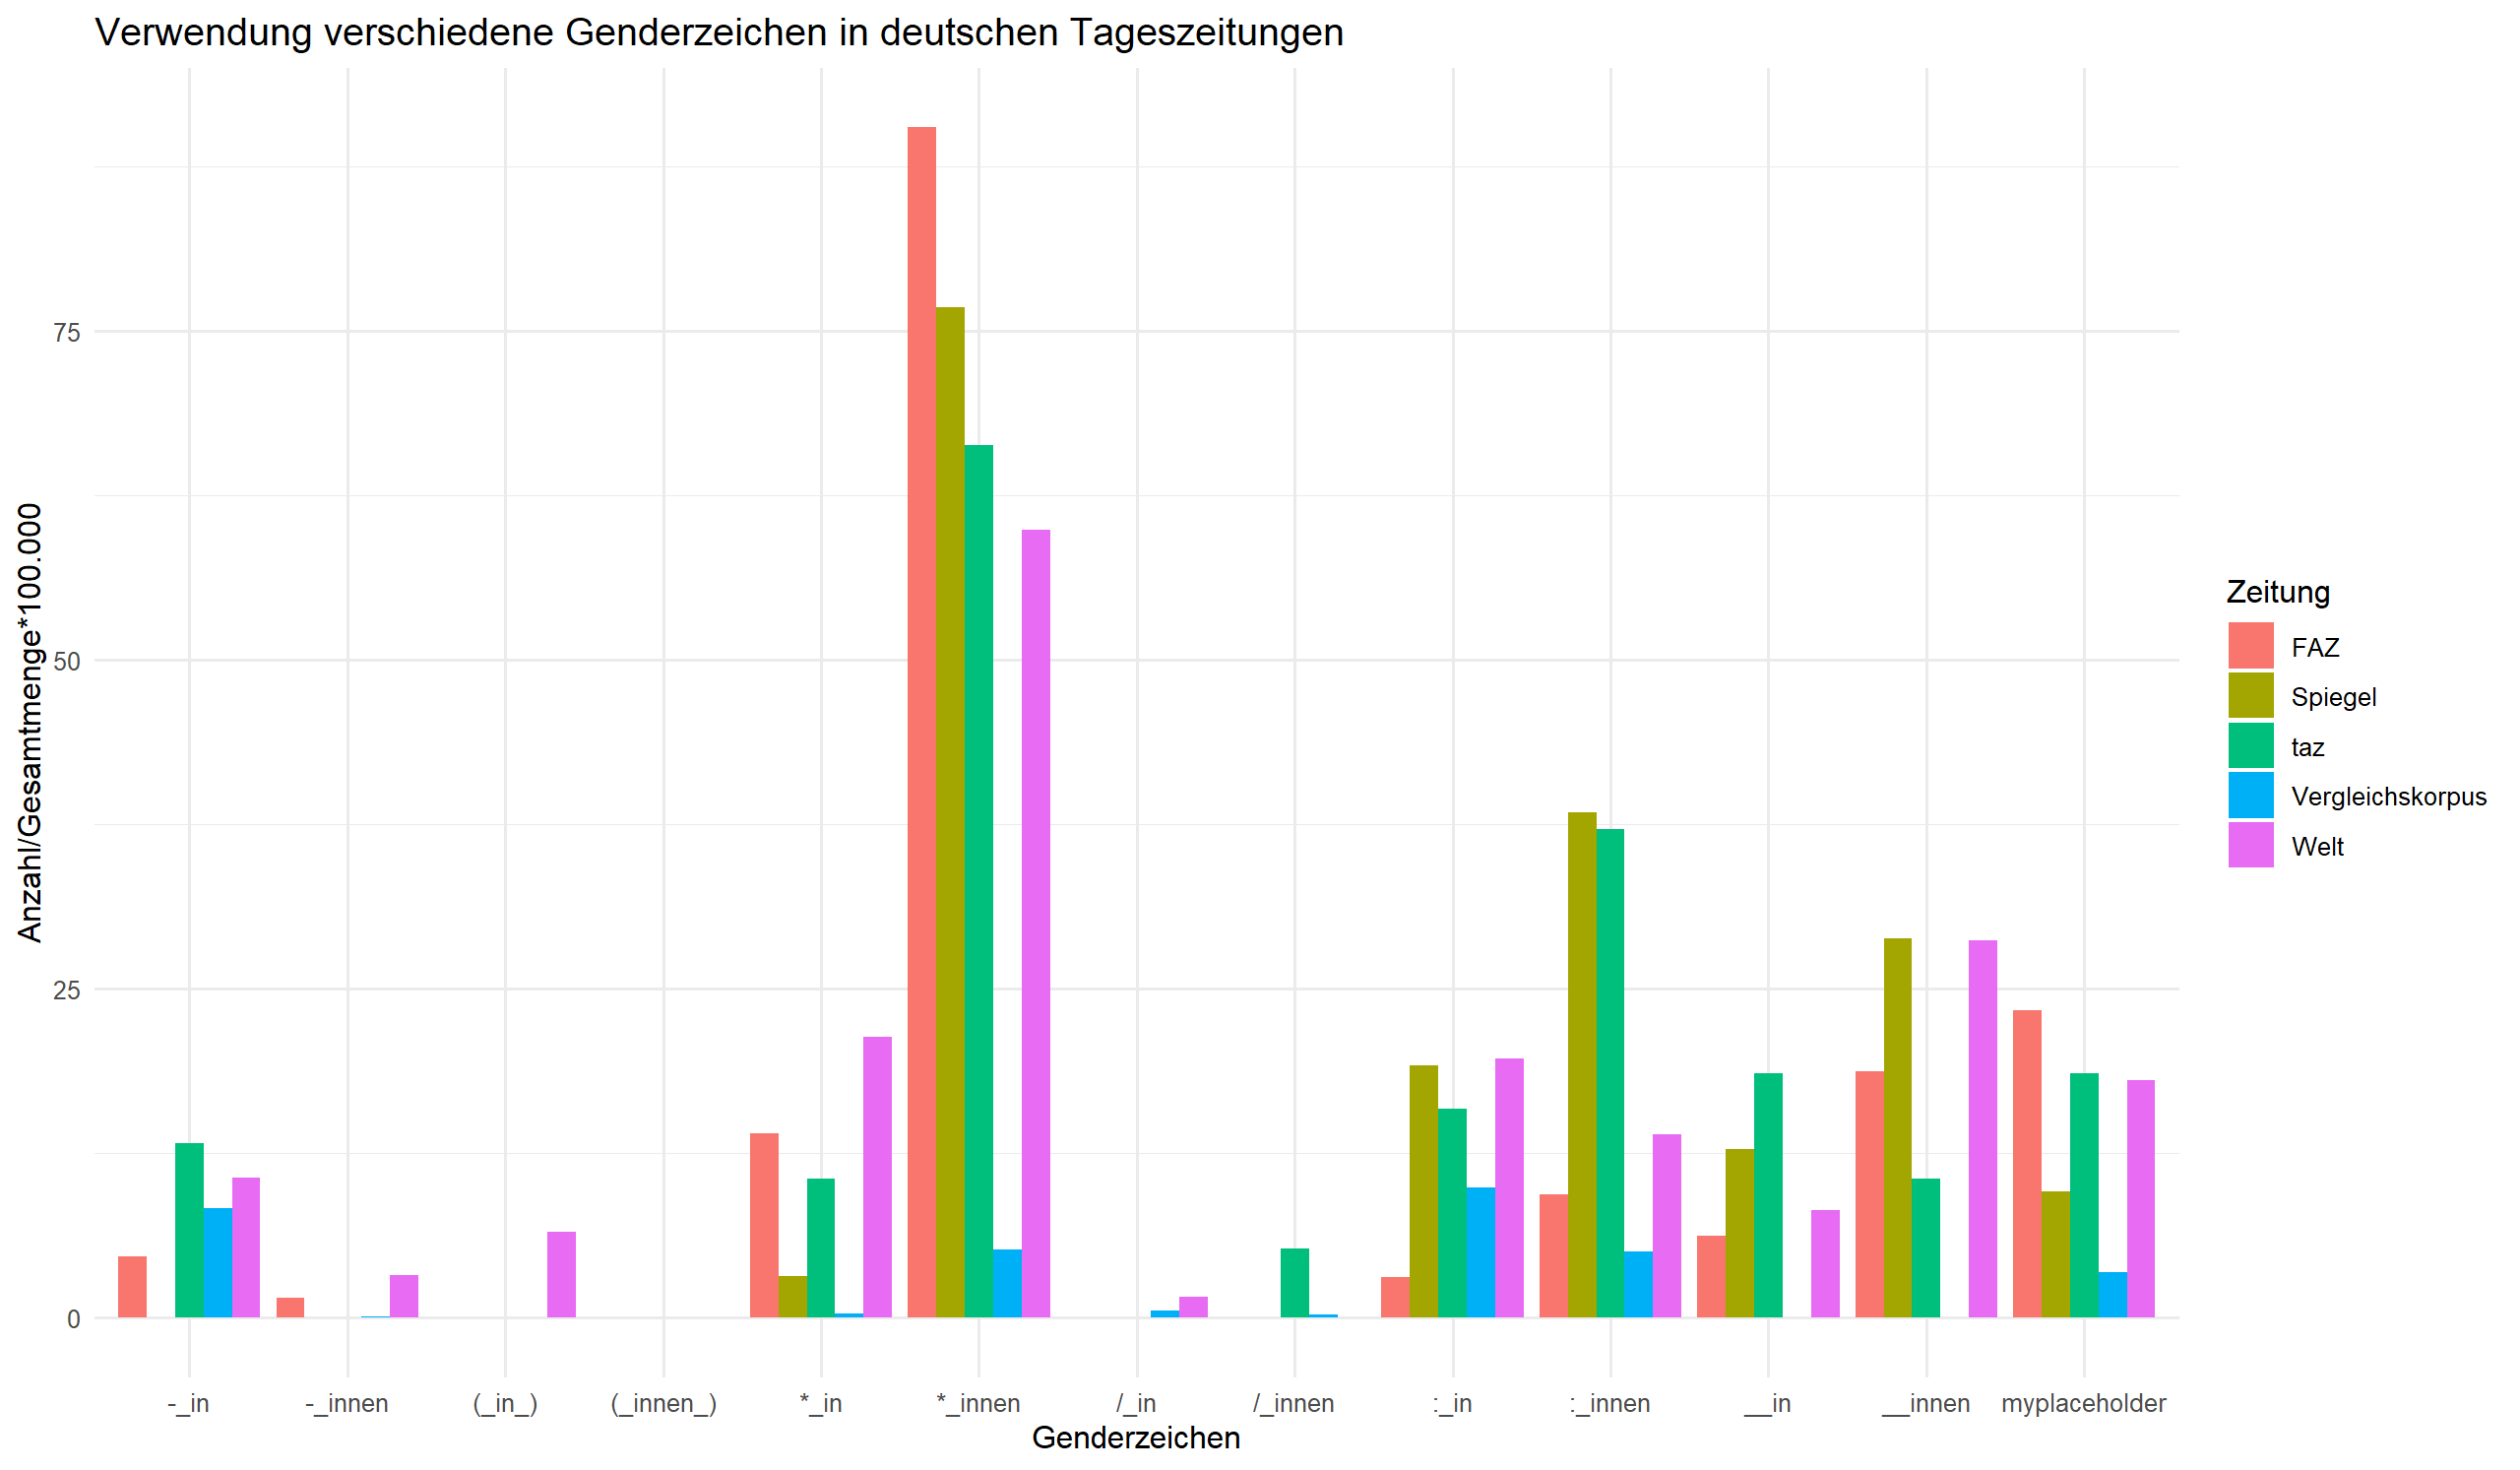 Verwendung verschiedene Genderzeichen in deutschen Tageszeitungen
Anzahl/Gesamtmenge*100.000
75
50
25
0
-_in
-_innen
(_in_)
(_innen_)
*_in
*_innen
/_in
/_innen
:_in
:_innen
__in
__innen
myplaceholder
Genderzeichen
Zeitung
FAZ
Spiegel
taz
Vergleichskorpus
Welt